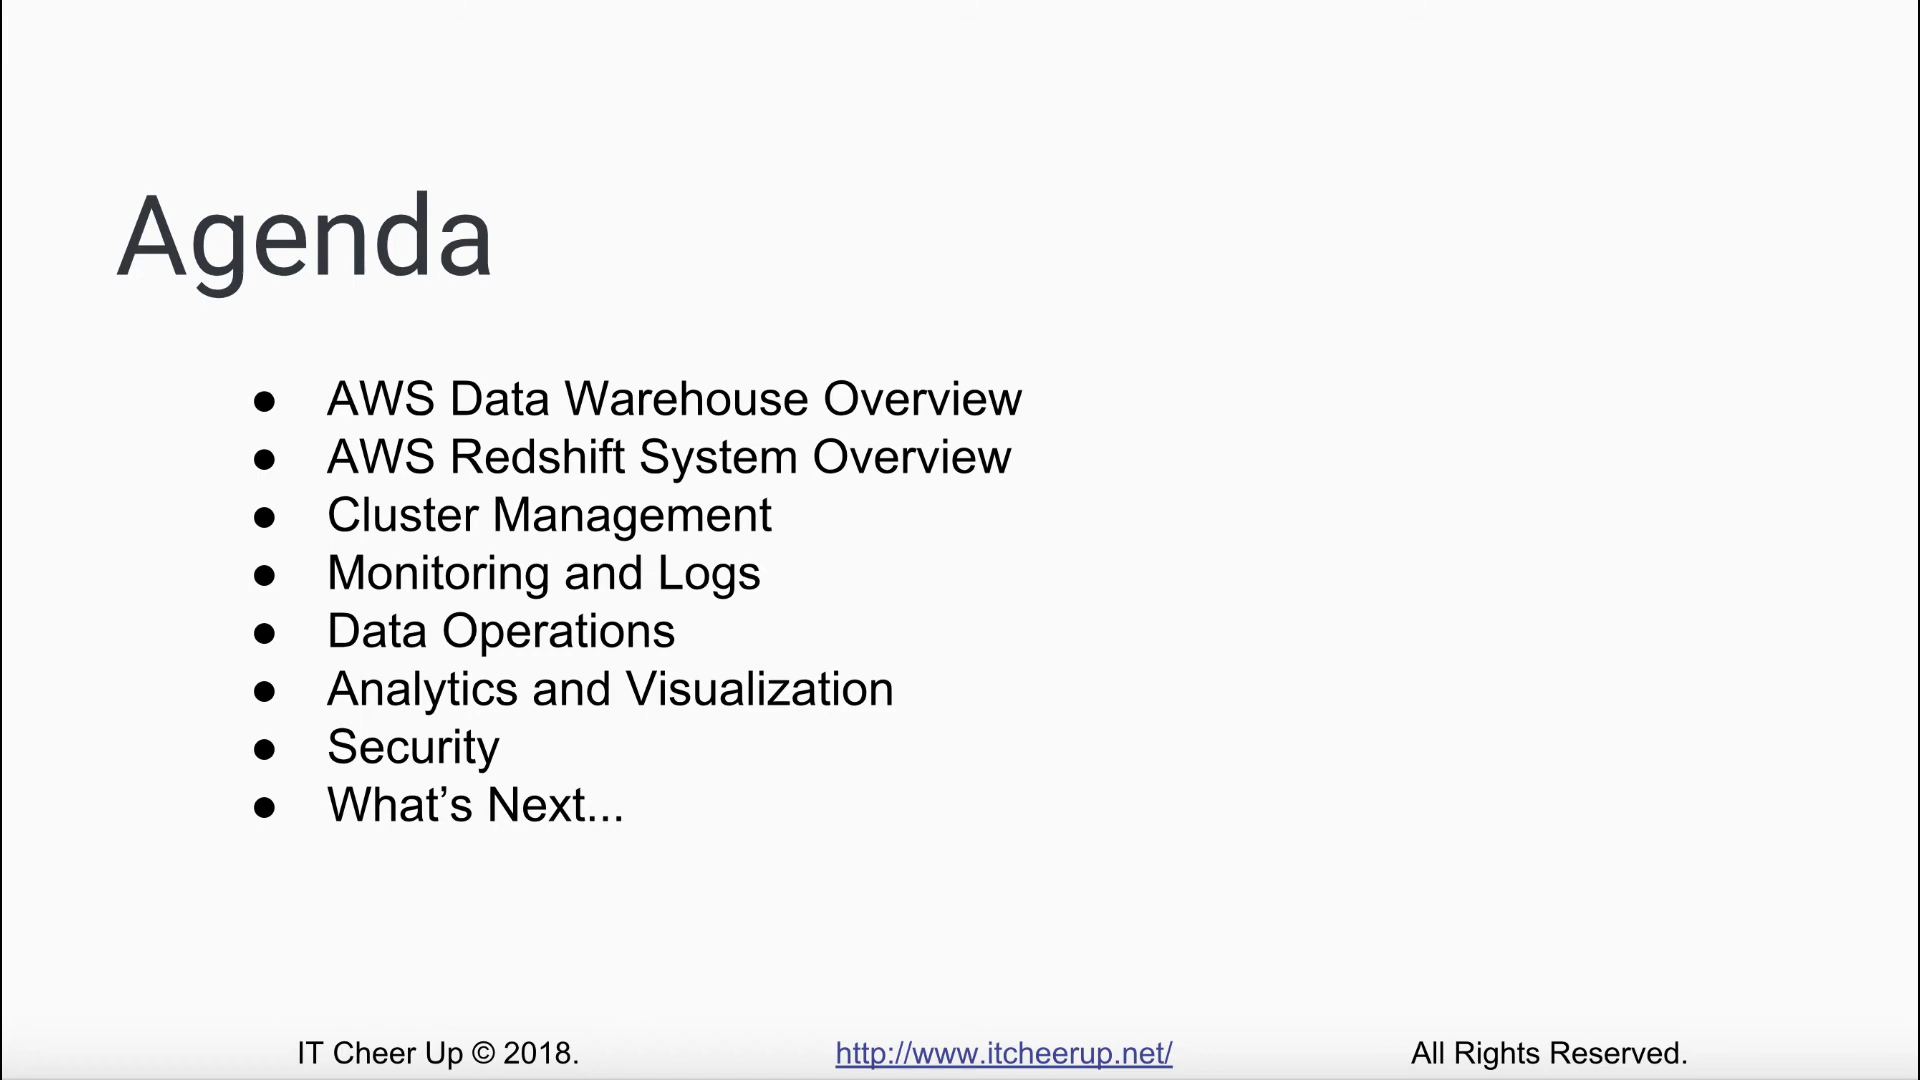 Agenda
● AWS Data Warehouse Overview
● AWS Redshift System Overview
● Cluster Management
● Monitoring and Logs
● Data Operations
● Analytics and Visualization
● Security
● What’s Next...
IT Cheer Up © 2018. http://www.itcheerup.net/ All Rights Reserved.